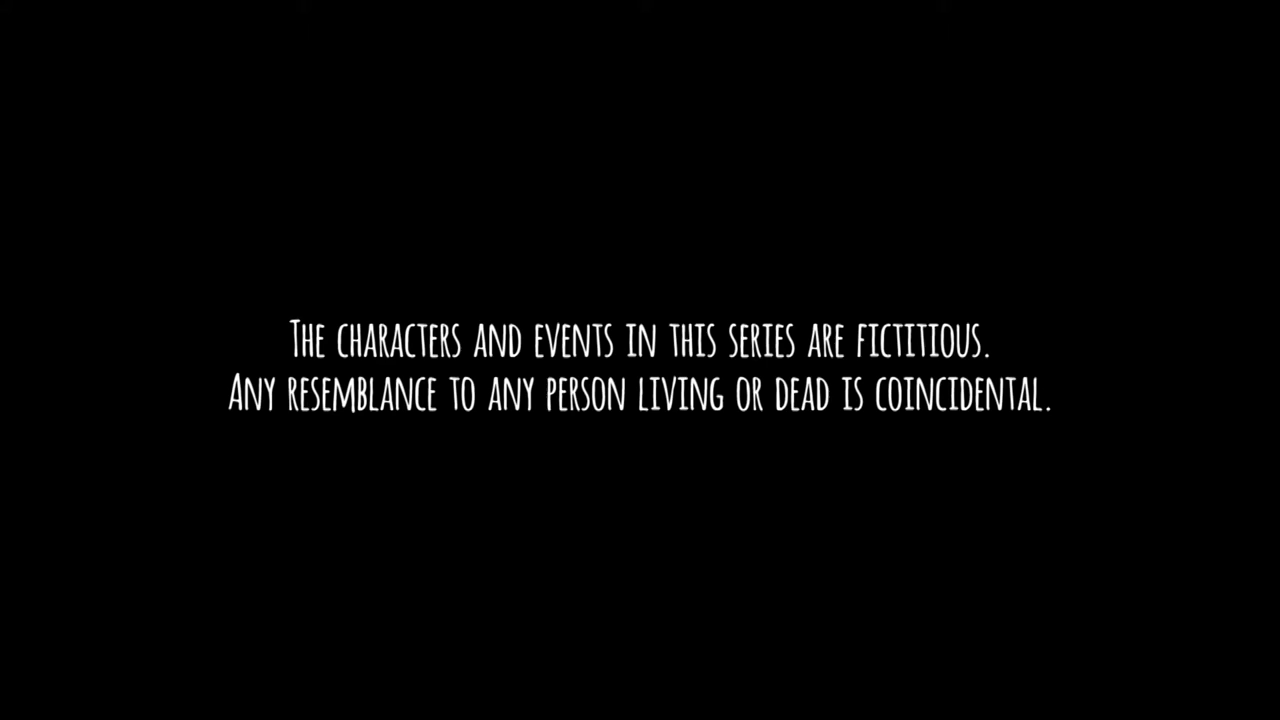 The characters and events in this series are fictitious.
Any resemblance to any person living or dead is coincidental.